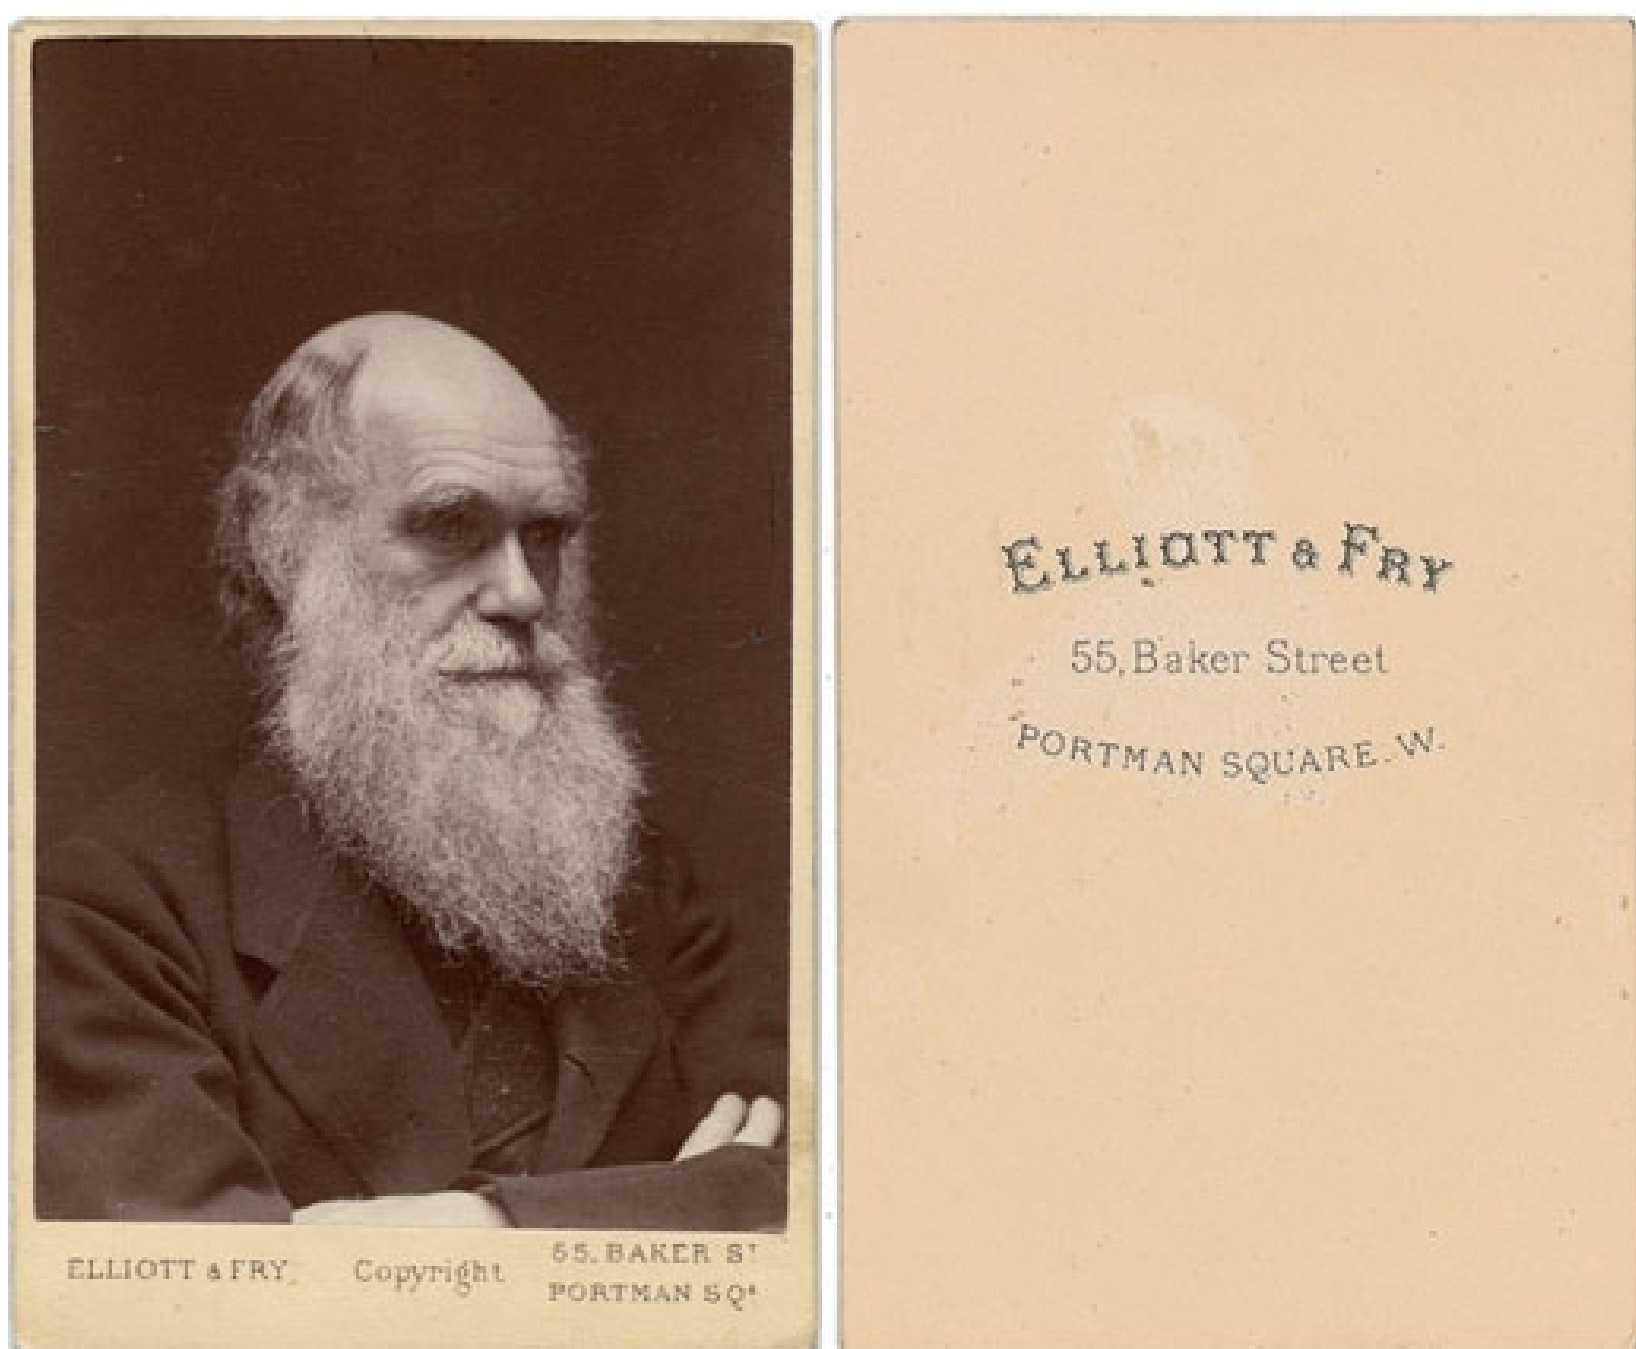 ELLIOTT & FRY.
Copyright
55. BAKER ST
PORTMAN SQR
ELLIOTT & FRY
55, Baker Street
PORTMAN SQUARE. W.